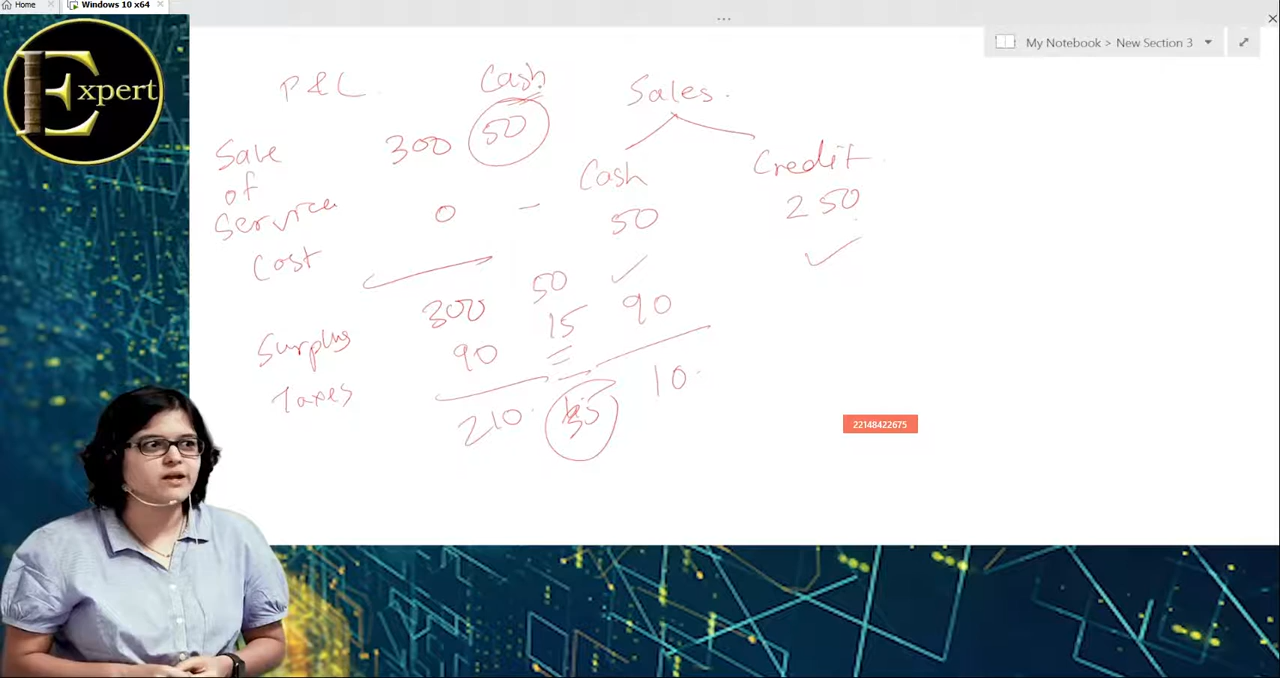 Home
Windows 10 x64
Expert
My Notebook > New Section 3
P & L Cash Sales
Sale of Service 300 50
Cash Credit
0 - 50 250
Cost
Surplus 300 50 90
Taxes 90 15
210 35 10
22148422675